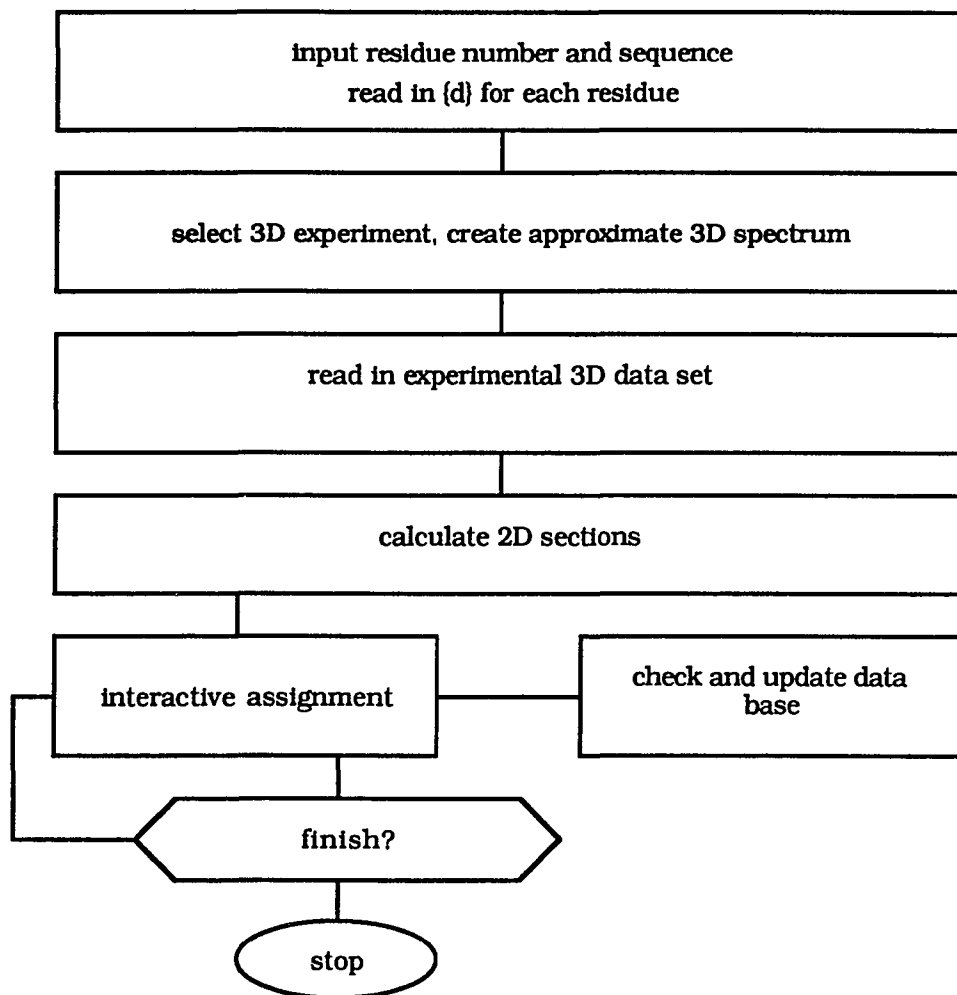 input residue number and sequence
read in {d} for each residue
select 3D experiment, create approximate 3D spectrum
read in experimental 3D data set
calculate 2D sections
interactive assignment
check and update data
base
finish?
stop